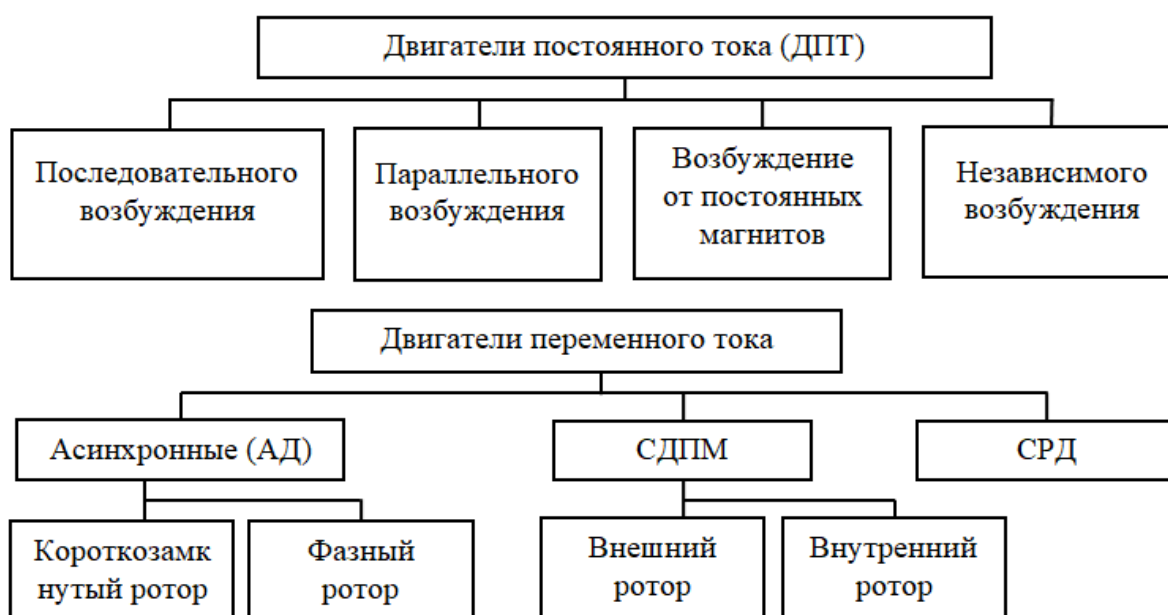 Двигатели постоянного тока (ДПТ)
Последовательного
возбуждения
Параллельного
возбуждения
Возбуждение
от постоянных
магнитов
Независимого
возбуждения
Двигатели переменного тока
Асинхронные (АД)
СДПМ
СРД
Короткозамк
нутый ротор
Фазный
ротор
Внешний
ротор
Внутренний
ротор